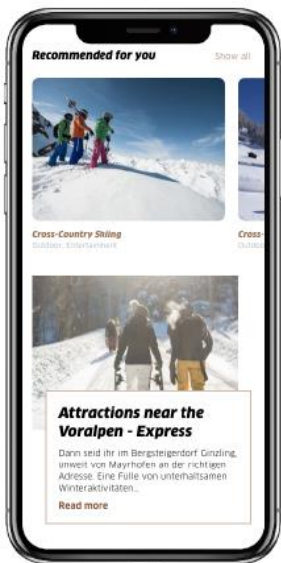 Recommended for you
Show all
Cross-Country Skiing
Outdoor, Entertainment
Cross-
Outdoo
Attractions near the
Voralpen - Express
Dann seid ihr im Bergsteigerdorf Ginzling,
unweit von Mayrhofen an der richtigen
Adresse. Eine Fülle von unterhaltsamen
Winteraktivitäten...
Read more